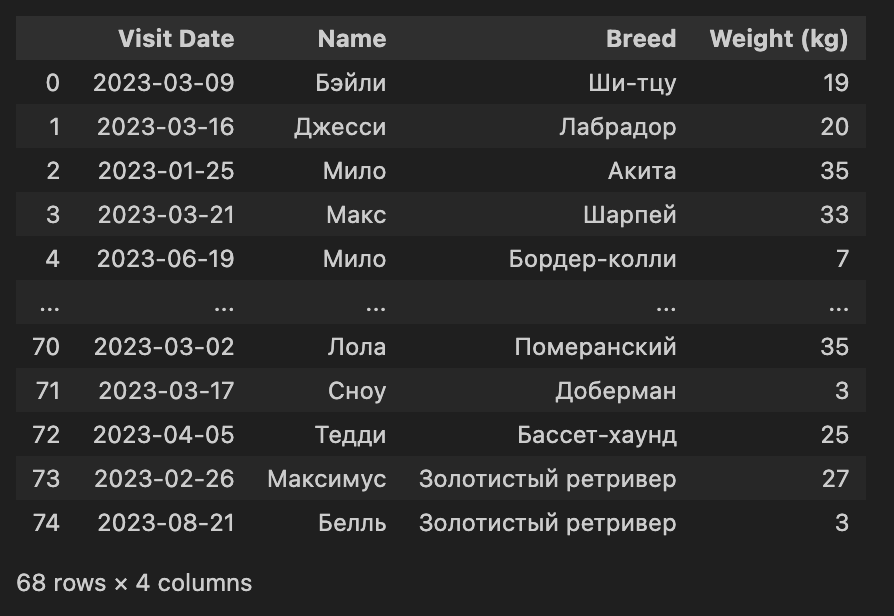 Visit Date Name Breed Weight (kg)
0 2023-03-09 Бэйли Ши-тцу 19
1 2023-03-16 Джесси Лабрадор 20
2 2023-01-25 Мило Акита 35
3 2023-03-21 Макс Шарпей 33
4 2023-06-19 Мило Бордер-колли 7
... ... ... ... ...
70 2023-03-02 Лола Померанский 35
71 2023-03-17 Сноу Доберман 3
72 2023-04-05 Тедди Бассет-хаунд 25
73 2023-02-26 Максимус Золотистый ретривер 27
74 2023-08-21 Белль Золотистый ретривер 3
68 rows × 4 columns